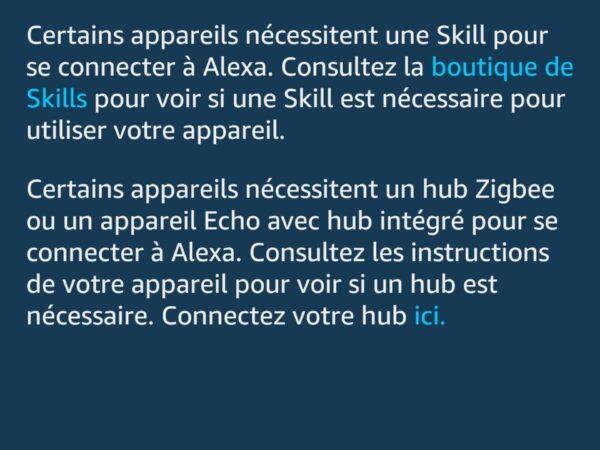 Certains appareils nécessitent une Skill pour
se connecter à Alexa. Consultez la boutique de
Skills pour voir si une Skill est nécessaire pour
utiliser votre appareil.
Certains appareils nécessitent un hub Zigbee
ou un appareil Echo avec hub intégré pour se
connecter à Alexa. Consultez les instructions
de votre appareil pour voir si un hub est
nécessaire. Connectez votre hub ici.